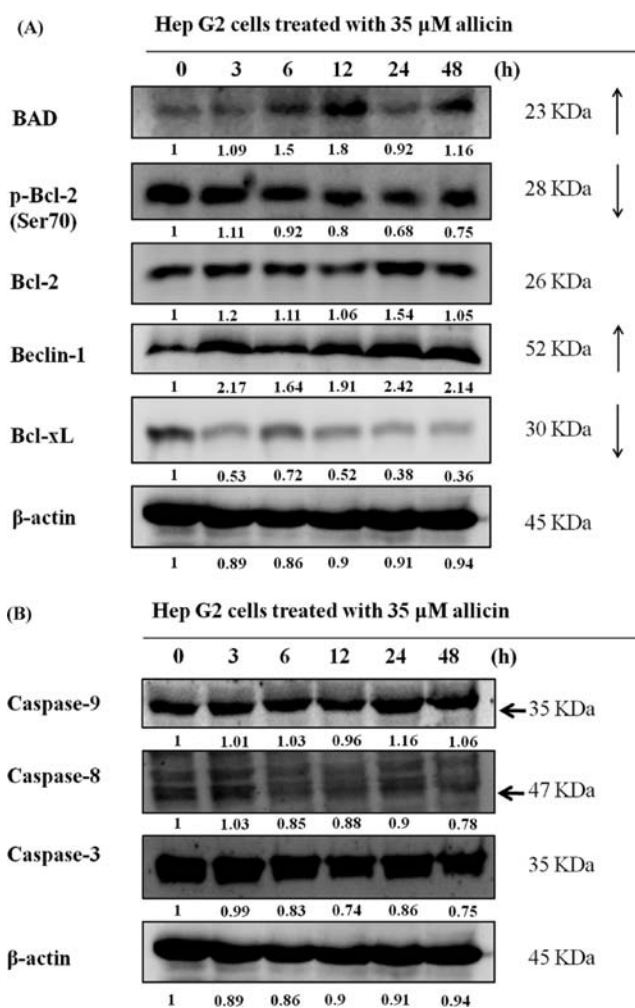 (A) Hep G2 cells treated with 35 µM allicin
0 3 6 12 24 48 (h)
BAD 23 KDa
1 1.09 1.5 1.8 0.92 1.16
p-Bcl-2 28 KDa
(Ser70)
1 1.11 0.92 0.8 0.68 0.75
Bcl-2 26 KDa
1 1.2 1.11 1.06 1.54 1.05
Beclin-1 52 KDa
1 2.17 1.64 1.91 2.42 2.14
Bcl-xL 30 KDa
1 0.53 0.72 0.52 0.38 0.36
β-actin 45 KDa
1 0.89 0.86 0.9 0.91 0.94
(B) Hep G2 cells treated with 35 µM allicin
0 3 6 12 24 48 (h)
Caspase-9 35 KDa
1 1.01 1.03 0.96 1.16 1.06
Caspase-8 47 KDa
1 1.03 0.85 0.88 0.9 0.78
Caspase-3 35 KDa
1 0.99 0.83 0.74 0.86 0.75
β-actin 45 KDa
1 0.89 0.86 0.9 0.91 0.94